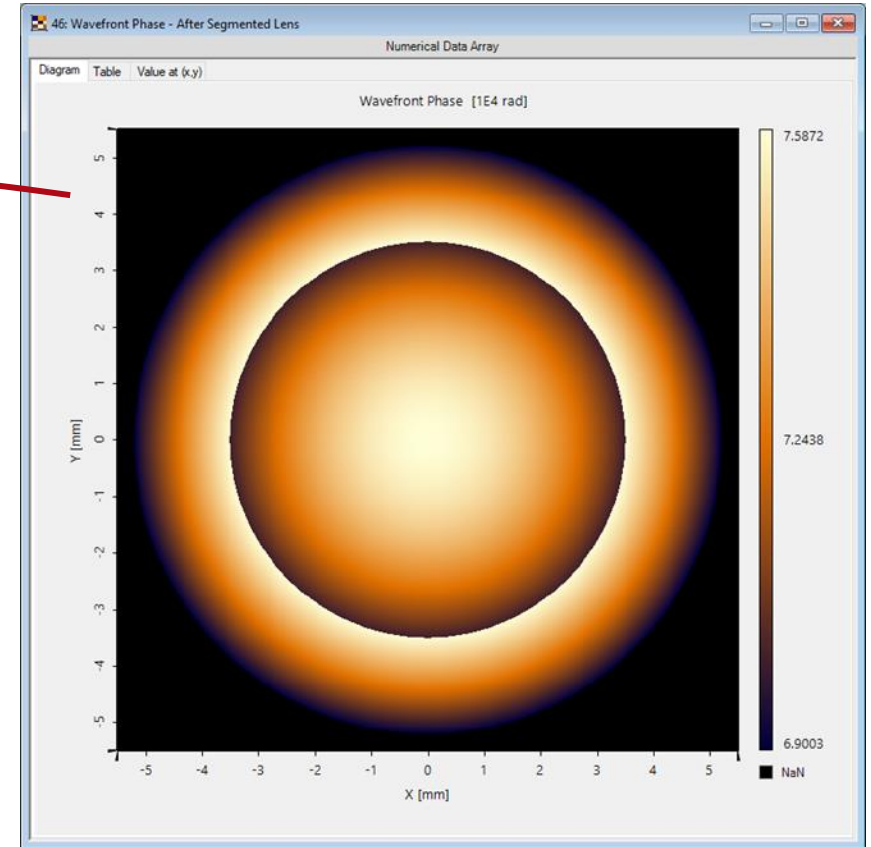 46: Wavefront Phase - After Segmented Lens
Numerical Data Array
Diagram Table Value at (x,y)
Wavefront Phase [1E4 rad]
7.5872
7.2438
6.9003
NaN
5
4
3
2
1
0
-1
-2
-3
-4
-5
Y [mm]
-5 -4 -3 -2 -1 0 1 2 3 4 5
X [mm]